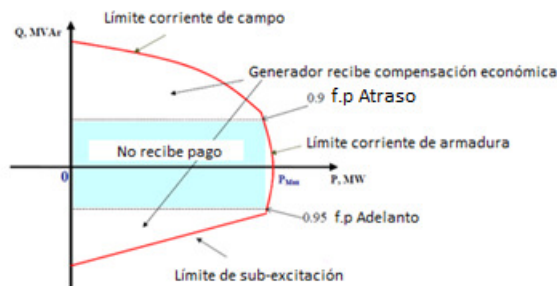 Q, MVAr
Límite corriente de campo
Generador recibe compensación económica
0.9 f.p Atraso
Límite corriente de armadura
No recibe pago
0
PMax
P, MW
0.95 f.p Adelanto
Límite de sub-excitación